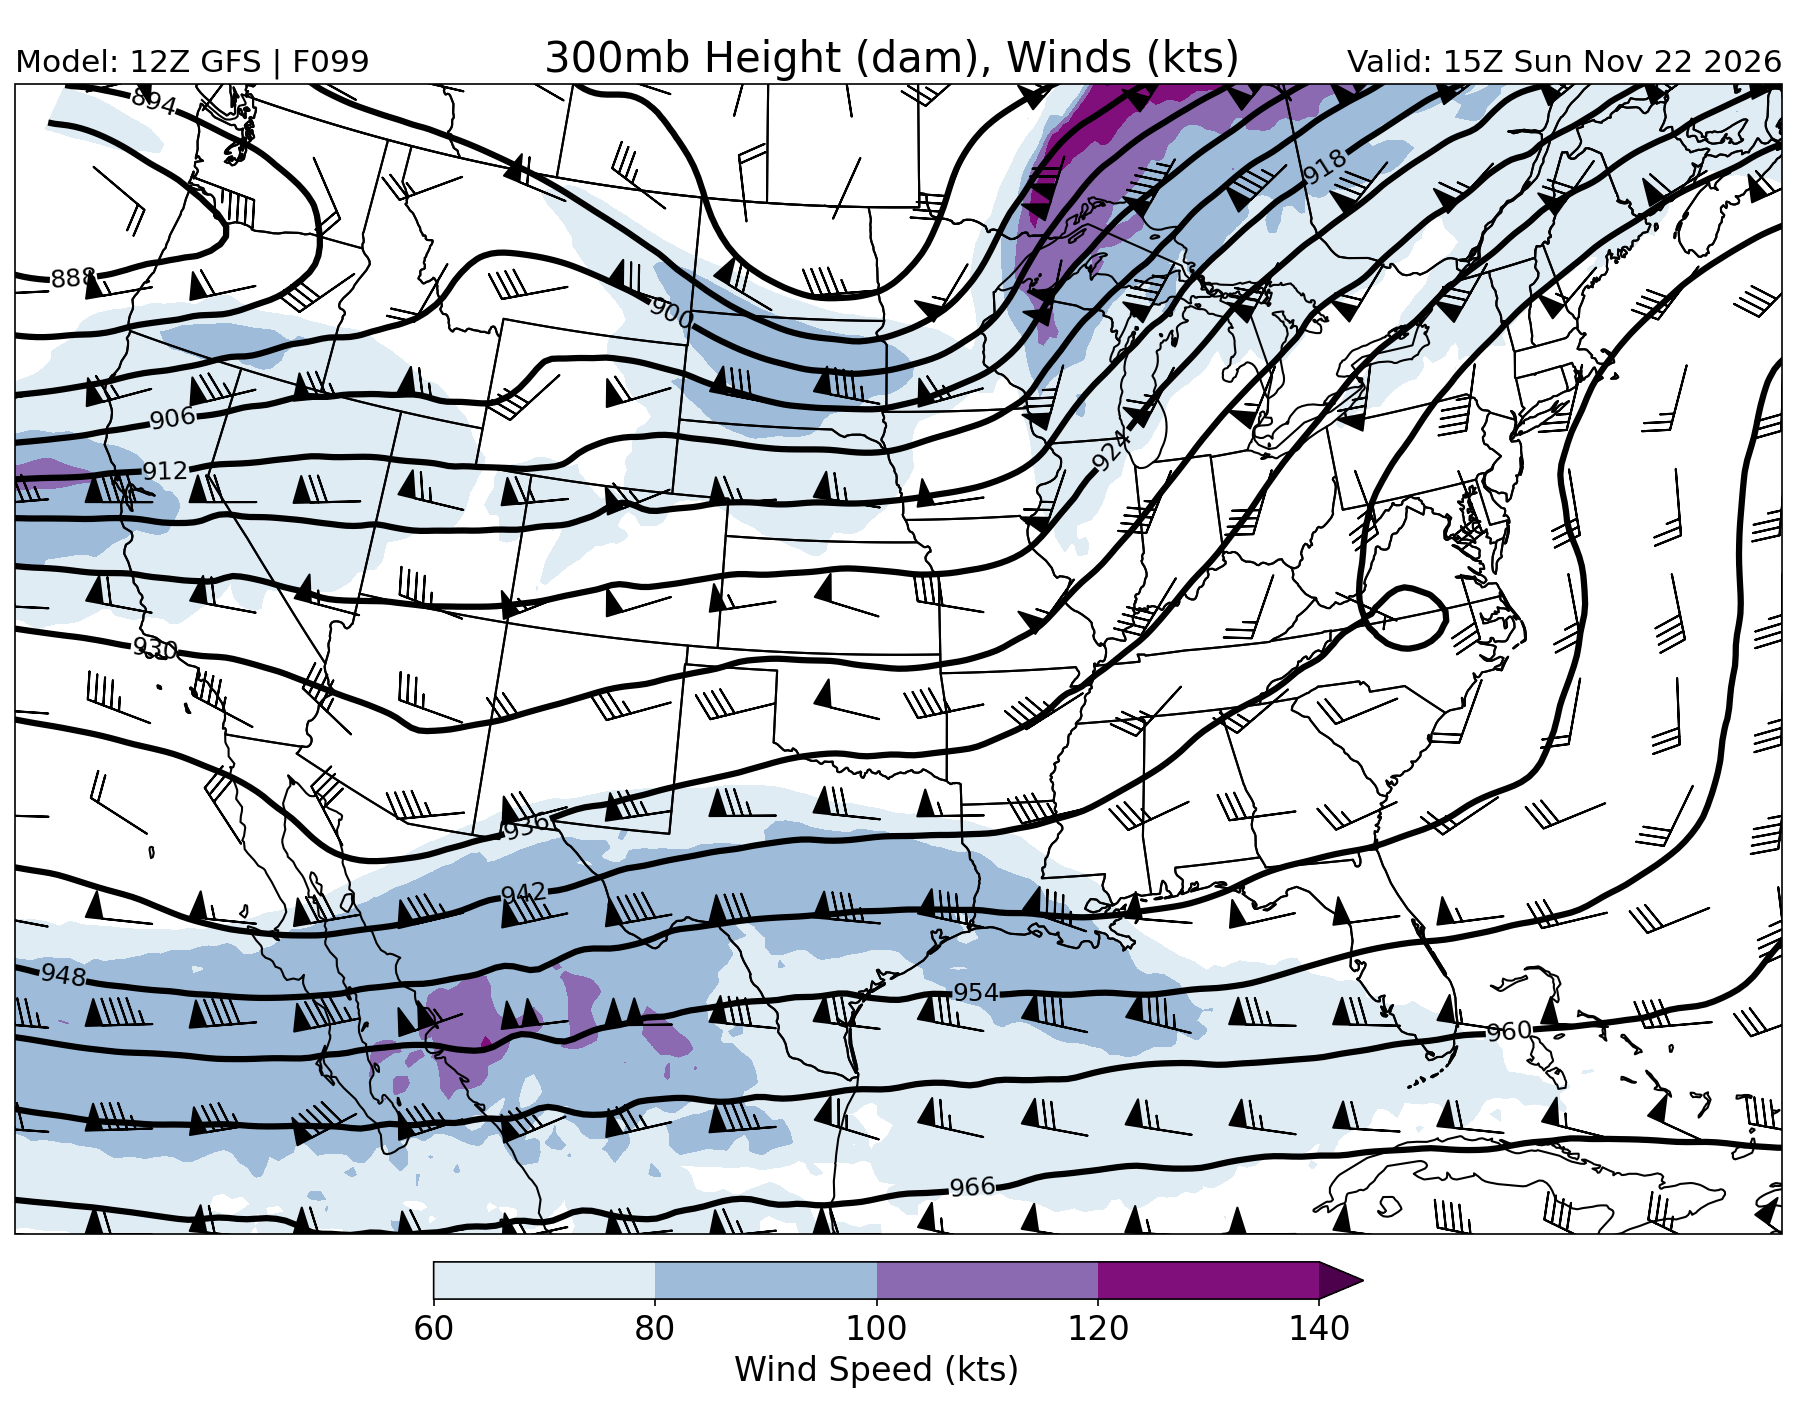 Model: 12Z GFS | F099
300mb Height (dam), Winds (kts)
Valid: 15Z Sun Nov 22 2026
894
918
888
900
906
924
912
930
936
942
948
954
960
966
60 80 100 120 140
Wind Speed (kts)